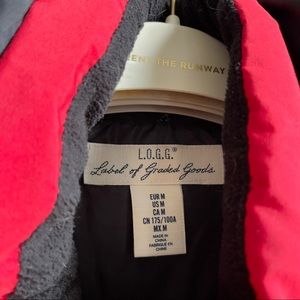 RENT THE RUNWAY
L.O.G.G.®
Label of Graded Goods
EUR M
US M
CA M
CN 175/100A
MX M
MADE IN
CHINA
FABRIQUÉ EN
CHINE